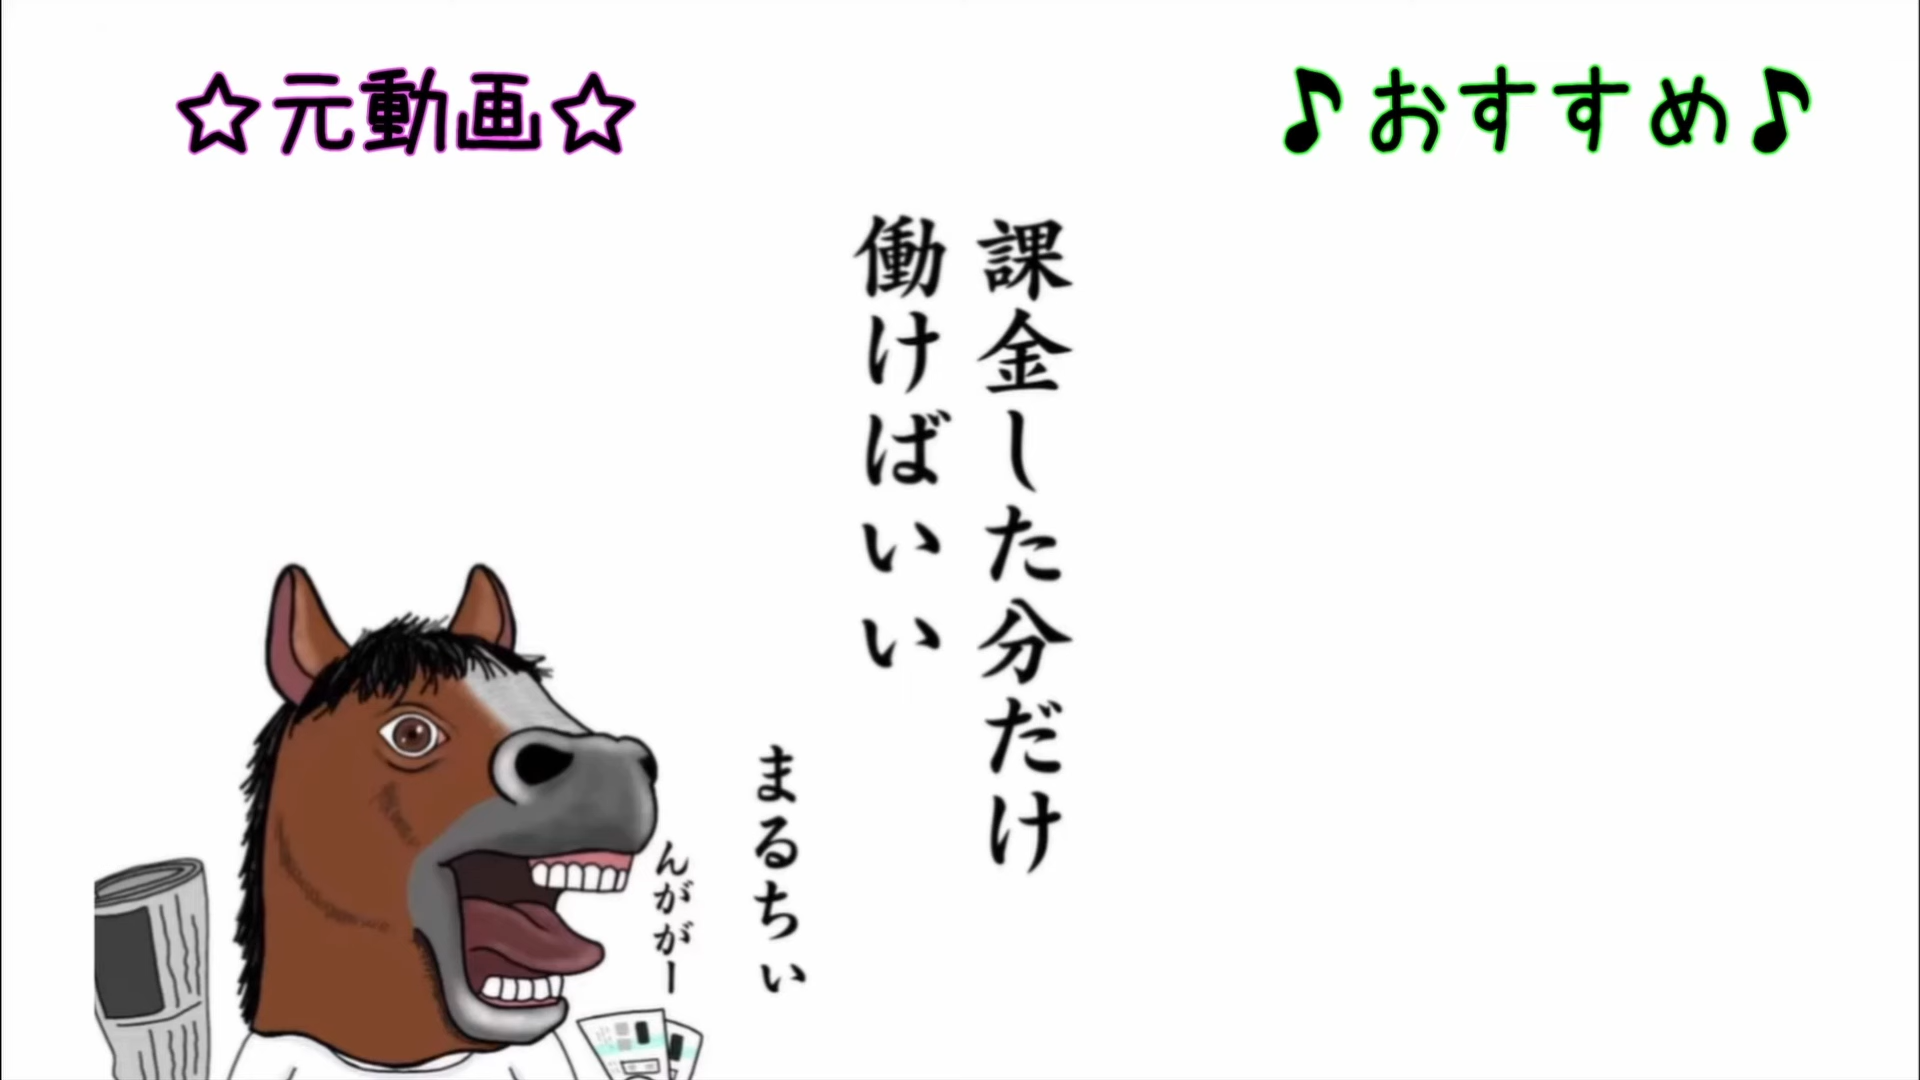 ☆元動画☆
♪おすすめ♪
課金した分だけ
働けばいい
まるちぃ
んががー